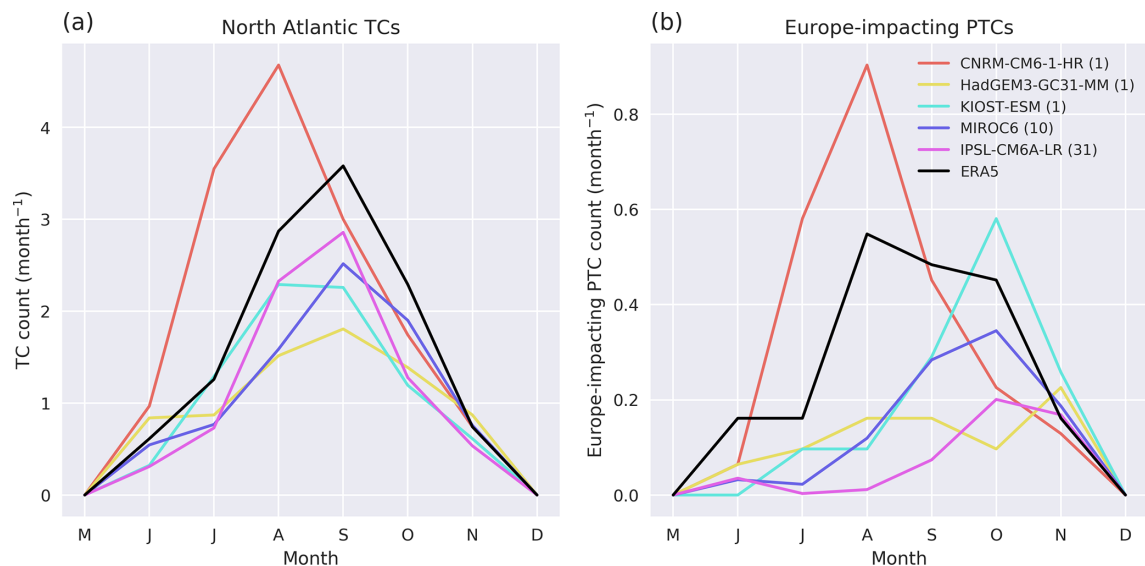 (a)
North Atlantic TCs
TC count (month⁻¹)
4
3
2
1
0
M J J A S O N D
Month
(b)
Europe-impacting PTCs
Europe-impacting PTC count (month⁻¹)
0.8
0.6
0.4
0.2
0.0
CNRM-CM6-1-HR (1)
HadGEM3-GC31-MM (1)
KIOST-ESM (1)
MIROC6 (10)
IPSL-CM6A-LR (31)
ERA5
M J J A S O N D
Month